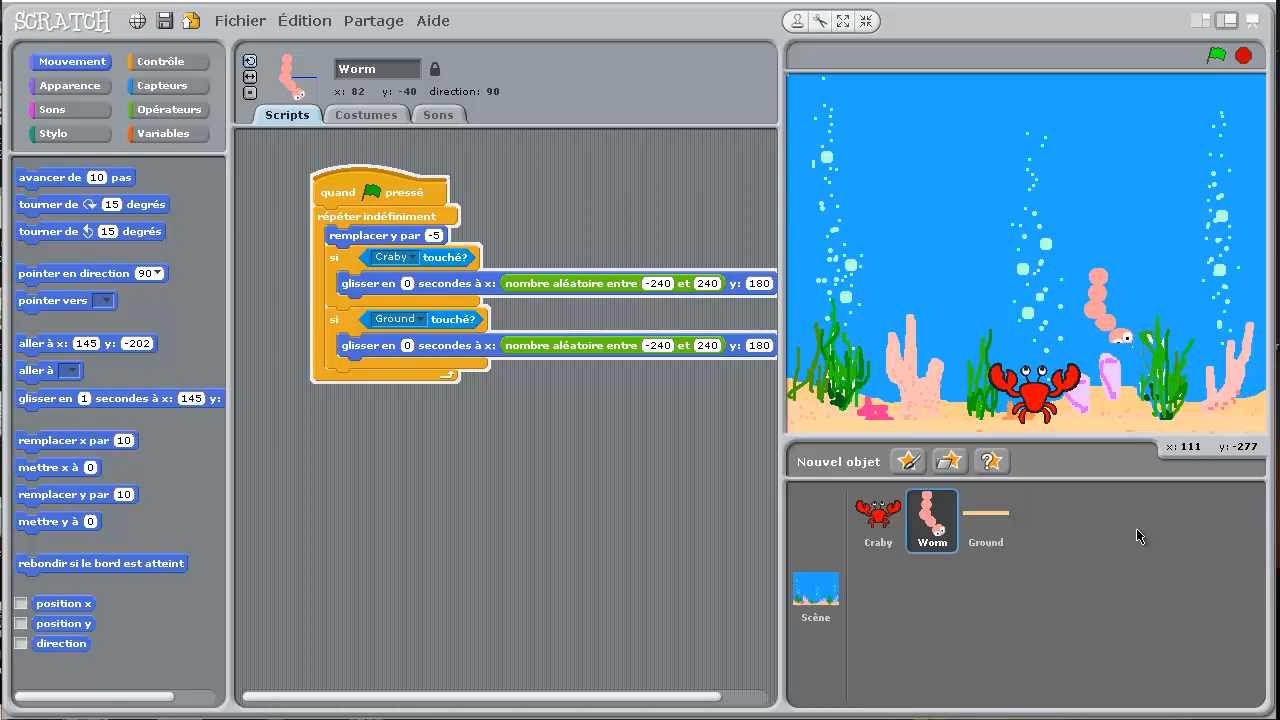 SCRATCH Fichier Édition Partage Aide
Mouvement Contrôle
Apparence Capteurs
Sons Opérateurs
Stylo Variables
avancer de 10 pas
tourner de 15 degrés
tourner de 15 degrés
pointer en direction 90
pointer vers
aller à x: 145 y: -202
aller à
glisser en 1 secondes à x: 145 y:
remplacer x par 10
mettre x à 0
remplacer y par 10
mettre y à 0
rebondir si le bord est atteint
position x
position y
direction
Worm
x: 82 y: -40 direction: 90
Scripts Costumes Sons
quand pressé
répéter indéfiniment
remplacer y par -5
si Craby touché?
glisser en 0 secondes à x: nombre aléatoire entre -240 et 240 y: 180
si Ground touché?
glisser en 0 secondes à x: nombre aléatoire entre -240 et 240 y: 180
x: 111 y: -277
Nouvel objet
Craby Worm Ground
Scène